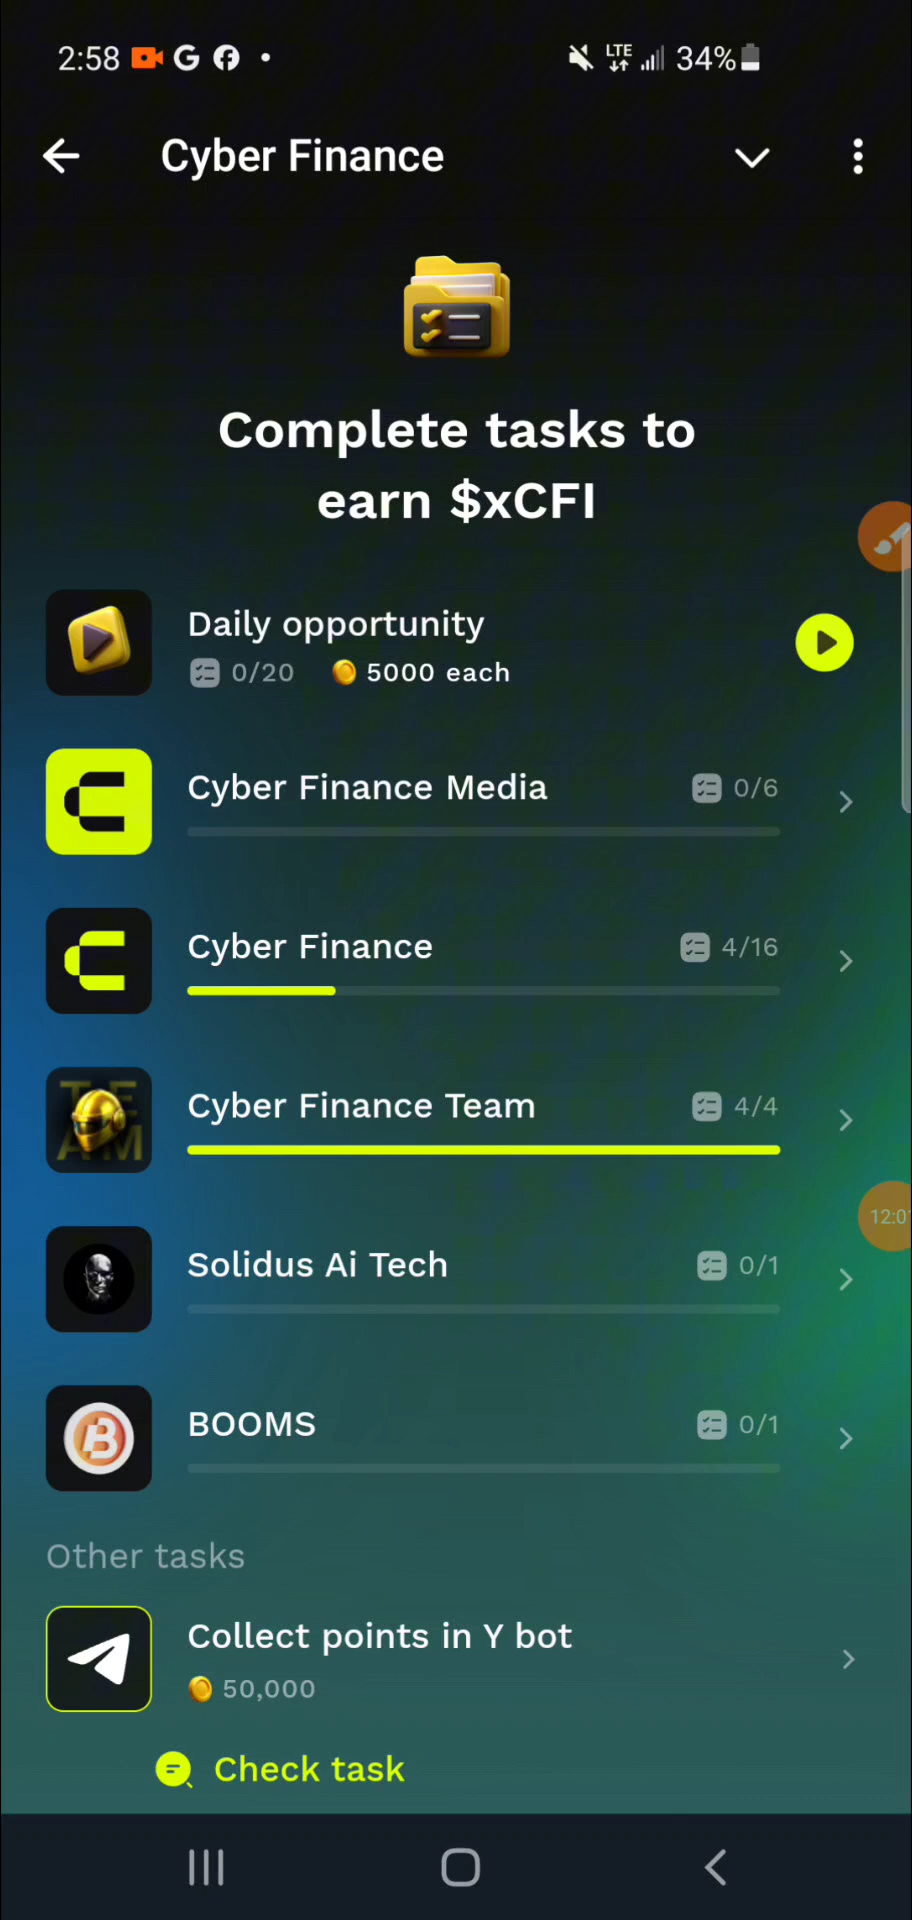 2:58
LTE
34%
Cyber Finance
Complete tasks to
earn $xCFI
Daily opportunity
0/20
5000 each
Cyber Finance Media
0/6
Cyber Finance
4/16
TEAM
Cyber Finance Team
4/4
Solidus Ai Tech
0/1
BOOMS
0/1
Other tasks
Collect points in Y bot
50,000
Check task